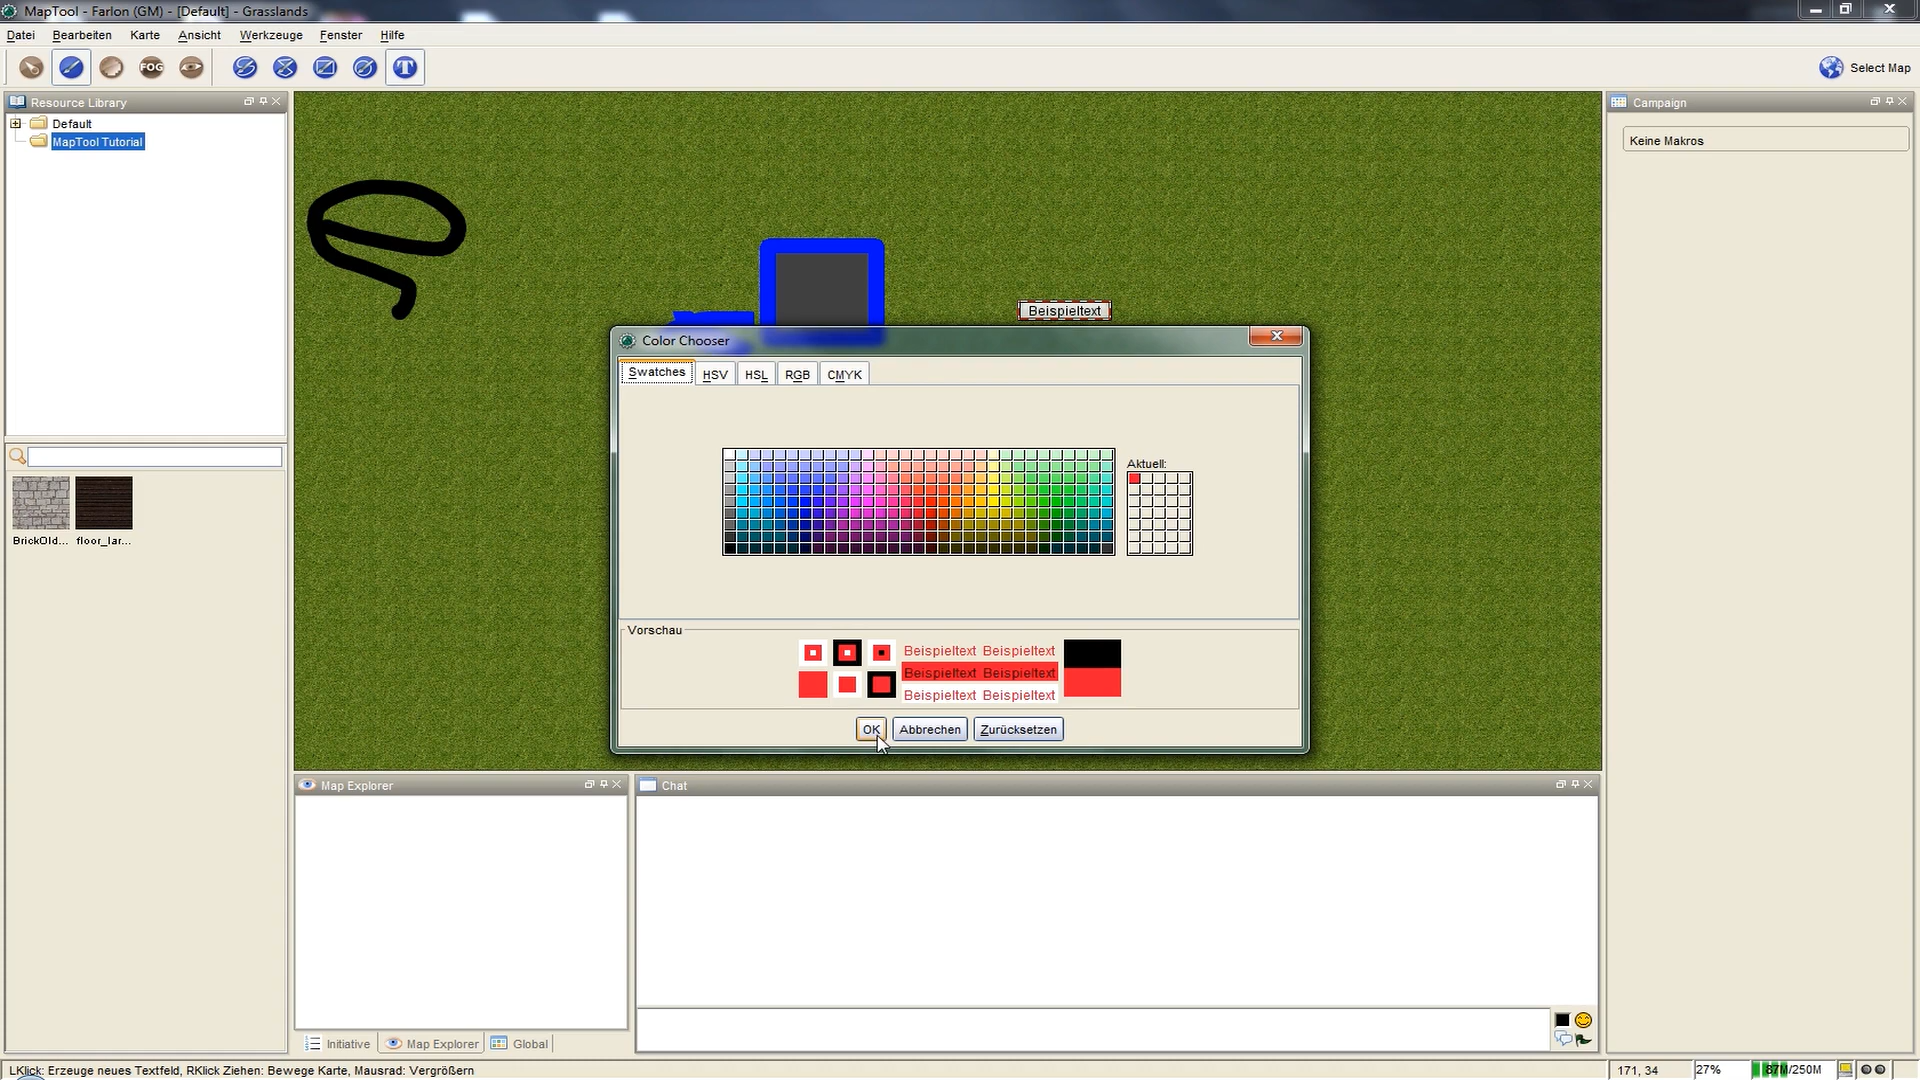 MapTool - Farlon (GM) - [Default] - Grasslands
Datei Bearbeiten Karte Ansicht Werkzeuge Fenster Hilfe
FOG T Select Map
Resource Library
Default
MapTool Tutorial
BrickOld... floor_lar...
Campaign
Keine Makros
Beispieltext
Color Chooser
Swatches HSV HSL RGB CMYK
Aktuell:
Vorschau
Beispieltext Beispieltext
Beispieltext Beispieltext
Beispieltext Beispieltext
OK Abbrechen Zurücksetzen
Map Explorer
Chat
Initiative Map Explorer Global
LKlick: Erzeuge neues Textfeld, RKlick Ziehen: Bewege Karte, Mausrad: Vergrößern
171, 34 27% 87M/250M